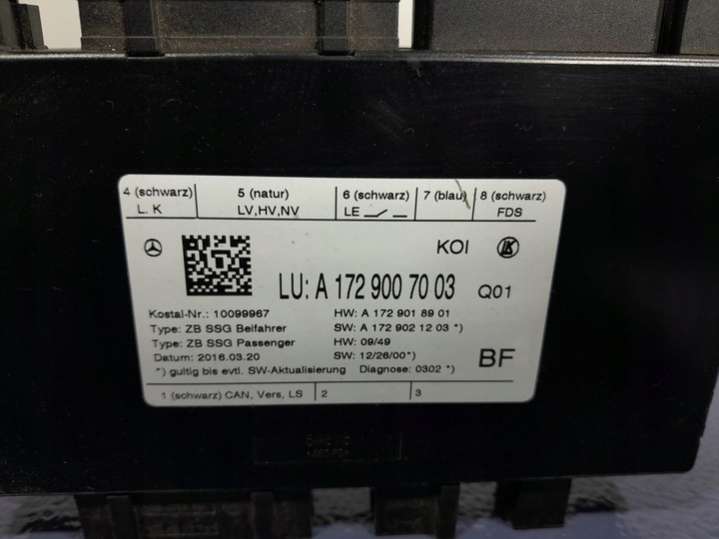 4 (schwarz) 5 (natur) 6 (schwarz) 7 (blau) 8 (schwarz)
L. K LV,HV,NV LE FDS
KOI
LU: A 172 900 70 03 Q01
Kostal-Nr.: 10099967 HW: A 172 901 89 01
Type: ZB SSG Beifahrer SW: A 172 902 12 03 *)
Type: ZB SSG Passenger HW: 09/49
Datum: 2016.03.20 SW: 12/26/00*)
BF
*) gültig bis evtl. SW-Aktualisierung Diagnose: 0302 *)
1 (schwarz) CAN, Vers, LS 2 3